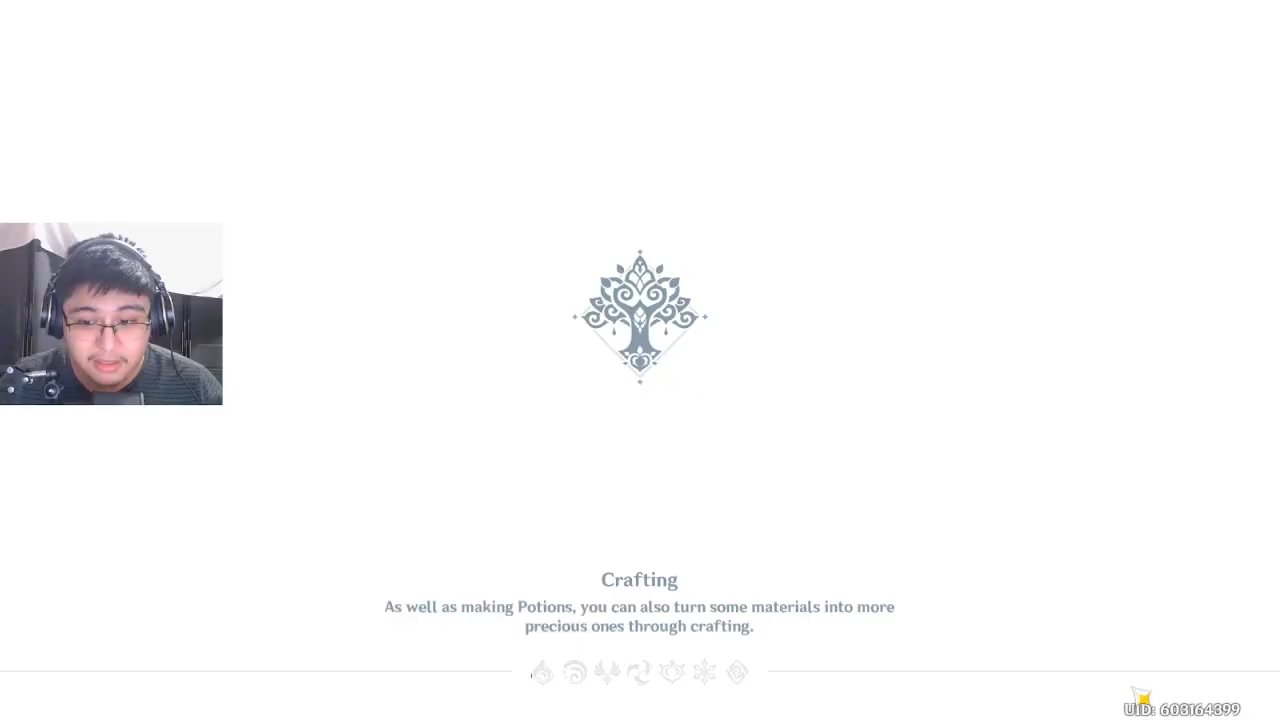 Crafting
As well as making Potions, you can also turn some materials into more
precious ones through crafting.
UID: 603164399